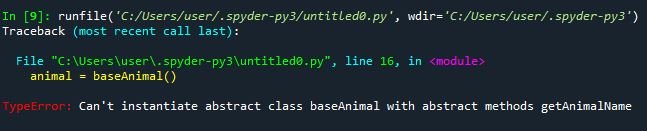 In [9]: runfile('C:/Users/user/.spyder-py3/untitled0.py', wdir='C:/Users/user/.spyder-py3')
Traceback (most recent call last):
File "C:\Users\user\.spyder-py3\untitled0.py", line 16, in <module>
animal = baseAnimal()
TypeError: Can't instantiate abstract class baseAnimal with abstract methods getAnimalName